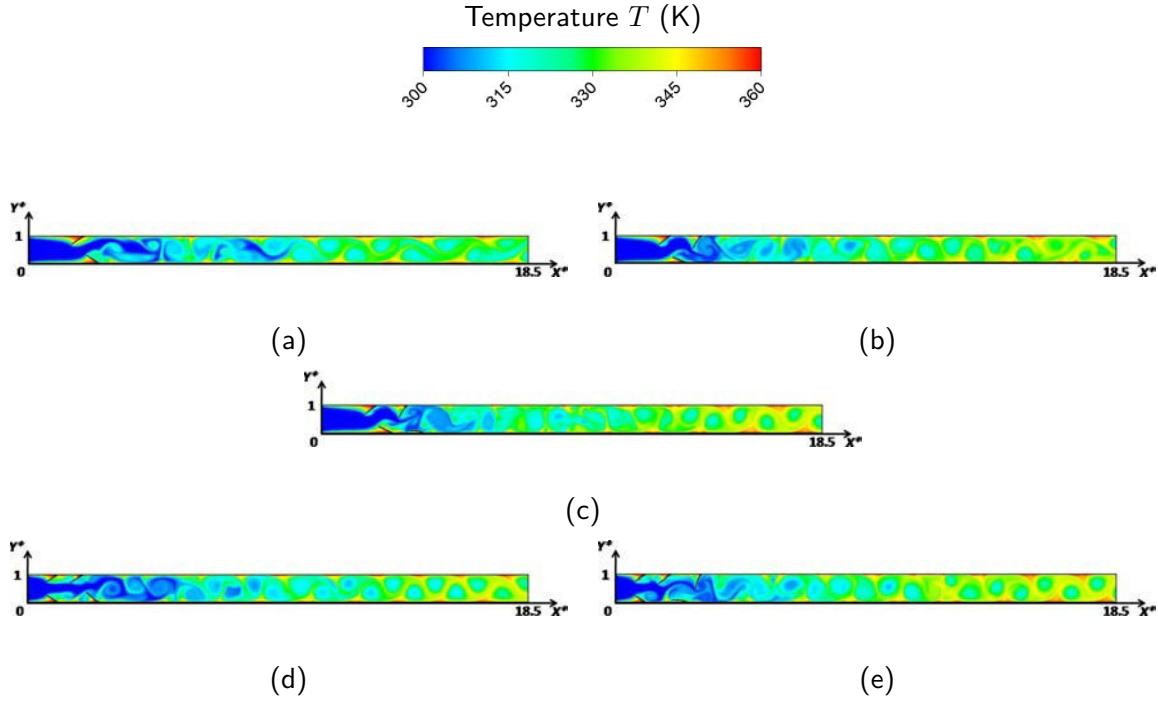 Temperature T (K)
300 315 330 345 360
Y* Y*
1 1
0 18.5 X* 0 18.5 X*
(a) (b)
Y*
1
0 18.5 X*
(c)
Y* Y*
1 1
0 18.5 X* 0 18.5 X*
(d) (e)